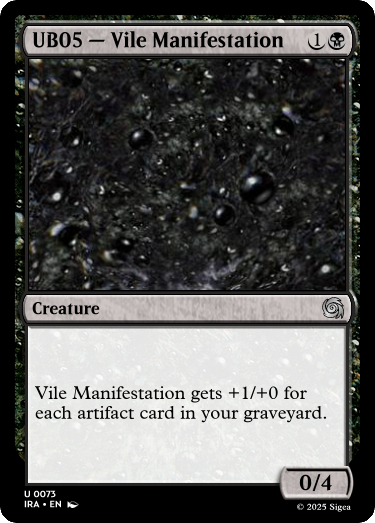 UB05 — Vile Manifestation 1
Creature
Vile Manifestation gets +1/+0 for
each artifact card in your graveyard.
0/4
U 0073
IRA • EN
© 2025 Sigea